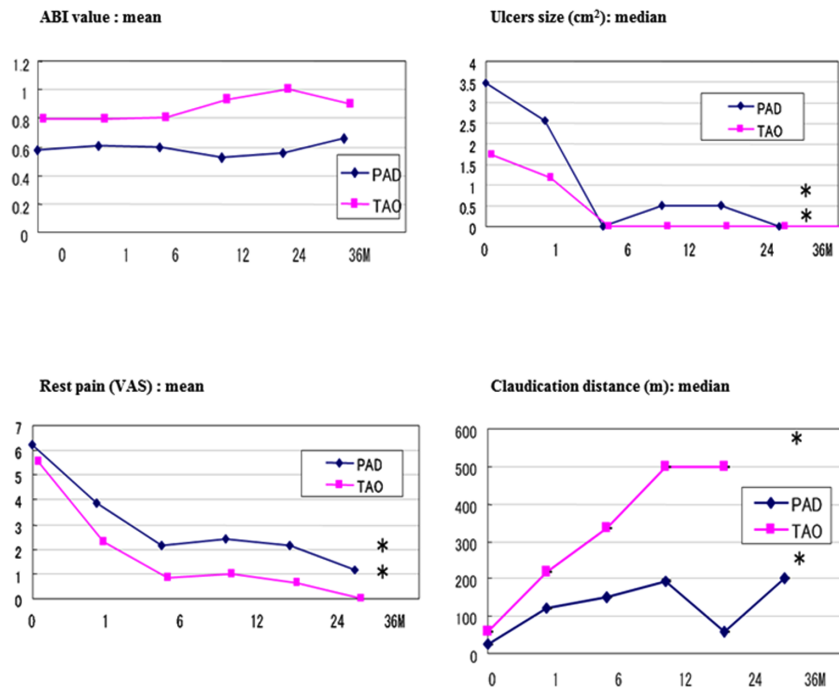 ABI value : mean
1.2
1
0.8
0.6
0.4
0.2
0
PAD
TAO
0 1 6 12 24 36M
Ulcers size (cm²): median
4
3.5
3
2.5
2
1.5
1
0.5
0
PAD
TAO
*
*
0 1 6 12 24 36M
Rest pain (VAS) : mean
7
6
5
4
3
2
1
0
PAD
TAO
*
*
0 1 6 12 24 36M
Claudication distance (m): median
600
500
400
300
200
100
0
*
PAD
TAO
*
0 1 6 12 24 36M